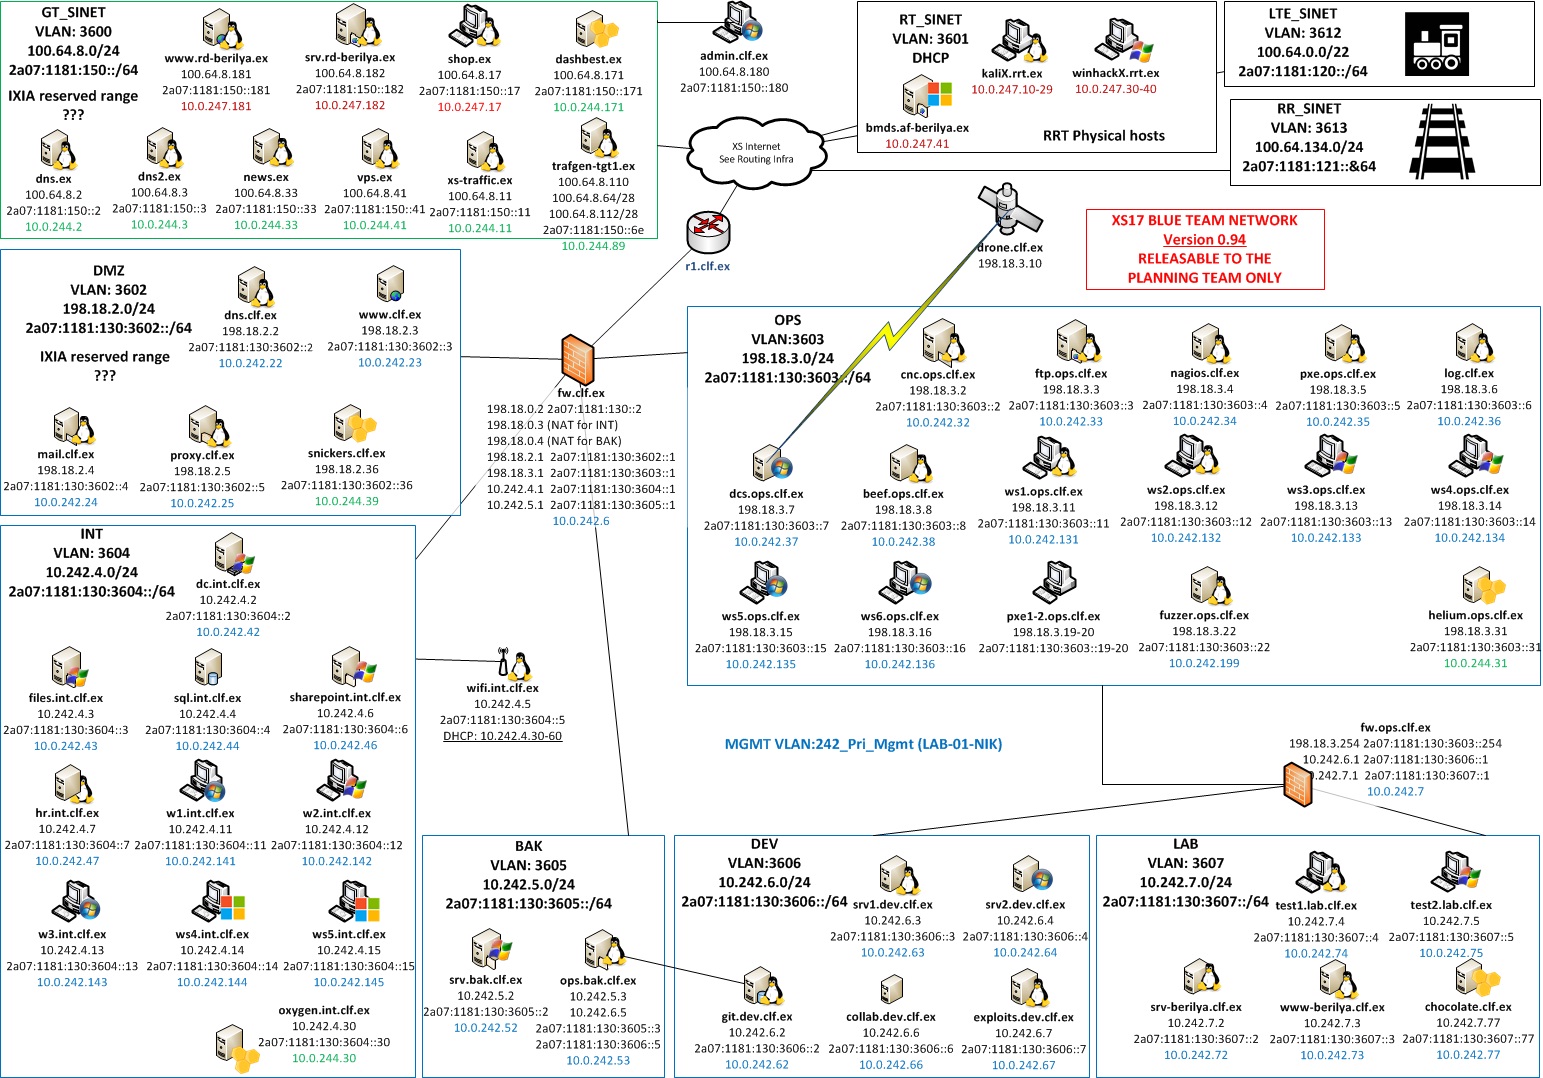 GT_SINET
VLAN: 3600
100.64.8.0/24
2a07:1181:150::/64
IXIA reserved range
???
www.rd-berilya.ex
100.64.8.181
2a07:1181:150::181
10.0.247.181
srv.rd-berilya.ex
100.64.8.182
2a07:1181:150::182
10.0.247.182
shop.ex
100.64.8.17
2a07:1181:150::17
10.0.247.17
dashbest.ex
100.64.8.171
2a07:1181:150::171
10.0.244.171
dns.ex
100.64.8.2
2a07:1181:150::2
10.0.244.2
dns2.ex
100.64.8.3
2a07:1181:150::3
10.0.244.3
news.ex
100.64.8.33
2a07:1181:150::33
10.0.244.33
vps.ex
100.64.8.41
2a07:1181:150::41
10.0.244.41
xs-traffic.ex
100.64.8.11
2a07:1181:150::11
10.0.244.11
trafgen-tgt1.ex
100.64.8.110
100.64.8.64/28
100.64.8.112/28
2a07:1181:150::6e
10.0.244.89
admin.clf.ex
100.64.8.180
2a07:1181:150::180
XS Internet
See Routing Infra
r1.clf.ex
RT_SINET
VLAN: 3601
DHCP
kaliX.rrt.ex
10.0.247.10-29
winhackX.rrt.ex
10.0.247.30-40
bmds.af-berilya.ex
10.0.247.41
RRT Physical hosts
LTE_SINET
VLAN: 3612
100.64.0.0/22
2a07:1181:120::/64
RR_SINET
VLAN: 3613
100.64.134.0/24
2a07:1181:121::&64
drone.clf.ex
198.18.3.10
XS17 BLUE TEAM NETWORK
Version 0.94
RELEASABLE TO THE
PLANNING TEAM ONLY
DMZ
VLAN: 3602
198.18.2.0/24
2a07:1181:130:3602::/64
IXIA reserved range
???
dns.clf.ex
198.18.2.2
2a07:1181:130:3602::2
10.0.242.22
www.clf.ex
198.18.2.3
2a07:1181:130:3602::3
10.0.242.23
mail.clf.ex
198.18.2.4
2a07:1181:130:3602::4
10.0.242.24
proxy.clf.ex
198.18.2.5
2a07:1181:130:3602::5
10.0.242.25
snickers.clf.ex
198.18.2.36
2a07:1181:130:3602::36
10.0.244.39
fw.clf.ex
198.18.0.2 2a07:1181:130::2
198.18.0.3 (NAT for INT)
198.18.0.4 (NAT for BAK)
198.18.2.1 2a07:1181:130:3602::1
198.18.3.1 2a07:1181:130:3603::1
10.242.4.1 2a07:1181:130:3604::1
10.242.5.1 2a07:1181:130:3605::1
10.0.242.6
OPS
VLAN:3603
198.18.3.0/24
2a07:1181:130:3603::/64
cnc.ops.clf.ex
198.18.3.2
2a07:1181:130:3603::2
10.0.242.32
ftp.ops.clf.ex
198.18.3.3
2a07:1181:130:3603::3
10.0.242.33
nagios.clf.ex
198.18.3.4
2a07:1181:130:3603::4
10.0.242.34
pxe.ops.clf.ex
198.18.3.5
2a07:1181:130:3603::5
10.0.242.35
log.clf.ex
198.18.3.6
2a07:1181:130:3603::6
10.0.242.36
dcs.ops.clf.ex
198.18.3.7
2a07:1181:130:3603::7
10.0.242.37
beef.ops.clf.ex
198.18.3.8
2a07:1181:130:3603::8
10.0.242.38
ws1.ops.clf.ex
198.18.3.11
2a07:1181:130:3603::11
10.0.242.131
ws2.ops.clf.ex
198.18.3.12
2a07:1181:130:3603::12
10.0.242.132
ws3.ops.clf.ex
198.18.3.13
2a07:1181:130:3603::13
10.0.242.133
ws4.ops.clf.ex
198.18.3.14
2a07:1181:130:3603::14
10.0.242.134
ws5.ops.clf.ex
198.18.3.15
2a07:1181:130:3603::15
10.0.242.135
ws6.ops.clf.ex
198.18.3.16
2a07:1181:130:3603::16
10.0.242.136
pxe1-2.ops.clf.ex
198.18.3.19-20
2a07:1181:130:3603::19-20
fuzzer.ops.clf.ex
198.18.3.22
2a07:1181:130:3603::22
10.0.242.199
helium.ops.clf.ex
198.18.3.31
2a07:1181:130:3603::31
10.0.244.31
INT
VLAN: 3604
10.242.4.0/24
2a07:1181:130:3604::/64
dc.int.clf.ex
10.242.4.2
2a07:1181:130:3604::2
10.0.242.42
files.int.clf.ex
10.242.4.3
2a07:1181:130:3604::3
10.0.242.43
sql.int.clf.ex
10.242.4.4
2a07:1181:130:3604::4
10.0.242.44
sharepoint.int.clf.ex
10.242.4.6
2a07:1181:130:3604::6
10.0.242.46
hr.int.clf.ex
10.242.4.7
2a07:1181:130:3604::7
10.0.242.47
w1.int.clf.ex
10.242.4.11
2a07:1181:130:3604::11
10.0.242.141
w2.int.clf.ex
10.242.4.12
2a07:1181:130:3604::12
10.0.242.142
w3.int.clf.ex
10.242.4.13
2a07:1181:130:3604::13
10.0.242.143
ws4.int.clf.ex
10.242.4.14
2a07:1181:130:3604::14
10.0.242.144
ws5.int.clf.ex
10.242.4.15
2a07:1181:130:3604::15
10.0.242.145
oxygen.int.clf.ex
10.242.4.30
2a07:1181:130:3604::30
10.0.244.30
wifi.int.clf.ex
10.242.4.5
2a07:1181:130:3604::5
DHCP: 10.242.4.30-60
MGMT VLAN:242_Pri_Mgmt (LAB-01-NIK)
fw.ops.clf.ex
198.18.3.254 2a07:1181:130:3603::254
10.242.6.1 2a07:1181:130:3606::1
.242.7.1 2a07:1181:130:3607::1
10.0.242.7
BAK
VLAN: 3605
10.242.5.0/24
2a07:1181:130:3605::/64
srv.bak.clf.ex
10.242.5.2
2a07:1181:130:3605::2
10.0.242.52
ops.bak.clf.ex
10.242.5.3
10.242.6.5
2a07:1181:130:3605::3
2a07:1181:130:3606::5
10.0.242.53
DEV
VLAN:3606
10.242.6.0/24
2a07:1181:130:3606::/64
srv1.dev.clf.ex
10.242.6.3
2a07:1181:130:3606::3
10.0.242.63
srv2.dev.clf.ex
10.242.6.4
2a07:1181:130:3606::4
10.0.242.64
git.dev.clf.ex
10.242.6.2
2a07:1181:130:3606::2
10.0.242.62
collab.dev.clf.ex
10.242.6.6
2a07:1181:130:3606::6
10.0.242.66
exploits.dev.clf.ex
10.242.6.7
2a07:1181:130:3606::7
10.0.242.67
LAB
VLAN: 3607
10.242.7.0/24
2a07:1181:130:3607::/64
test1.lab.clf.ex
10.242.7.4
2a07:1181:130:3607::4
10.0.242.74
test2.lab.clf.ex
10.242.7.5
2a07:1181:130:3607::5
10.0.242.75
srv-berilya.clf.ex
10.242.7.2
2a07:1181:130:3607::2
10.0.242.72
www-berilya.clf.ex
10.242.7.3
2a07:1181:130:3607::3
10.0.242.73
chocolate.clf.ex
10.242.7.77
2a07:1181:130:3607::77
10.0.242.77